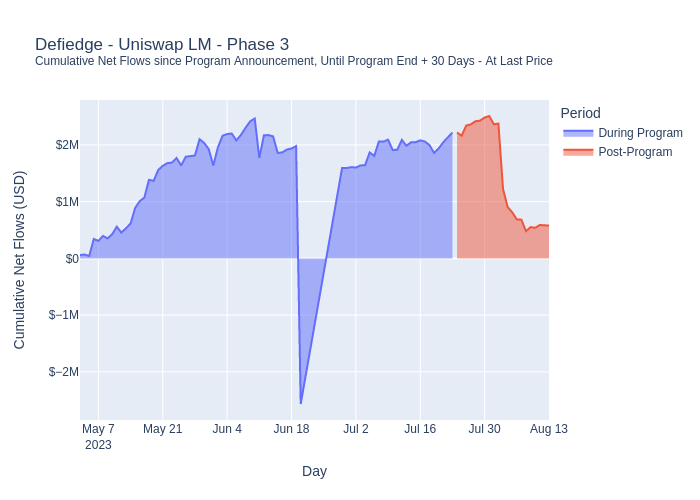 Defiedge - Uniswap LM - Phase 3
Cumulative Net Flows since Program Announcement, Until Program End + 30 Days - At Last Price
Period
During Program
Post-Program
Cumulative Net Flows (USD)
$2M
$1M
$0
$−1M
$−2M
May 7
2023
May 21
Jun 4
Jun 18
Jul 2
Jul 16
Jul 30
Aug 13
Day